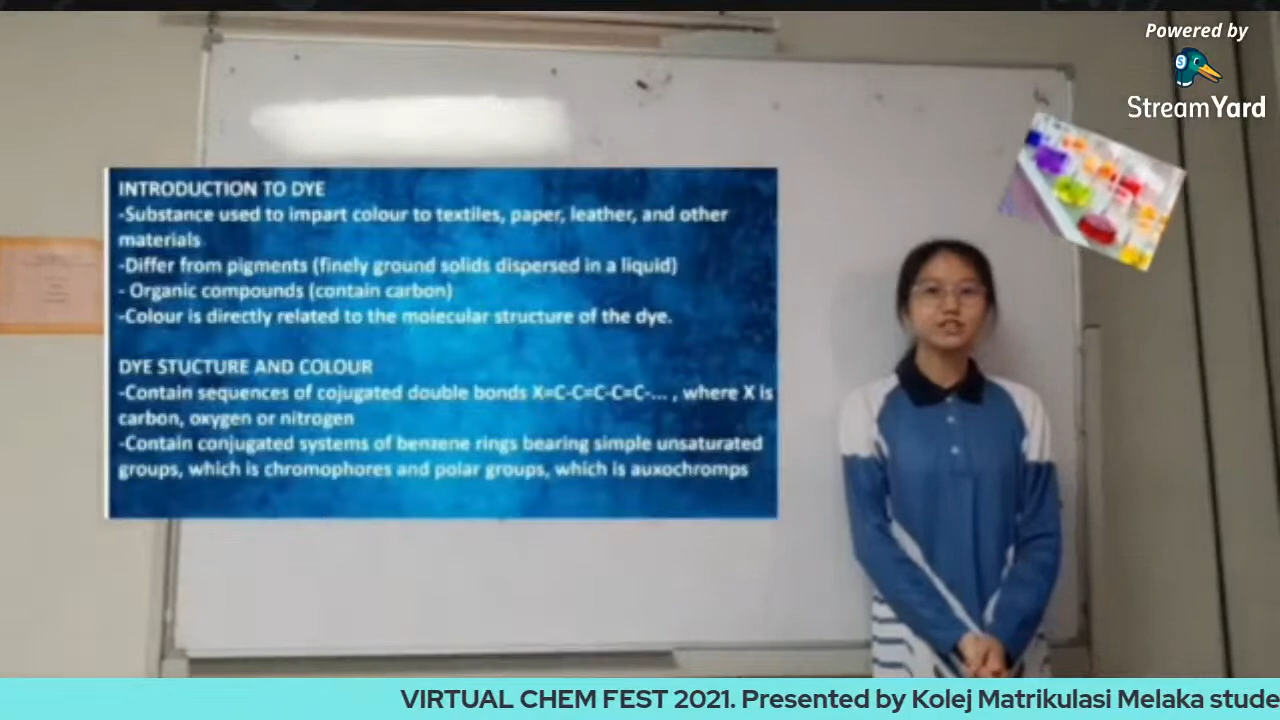 Powered by
StreamYard
INTRODUCTION TO DYE
-Substance used to impart colour to textiles, paper, leather, and other
materials
-Differ from pigments (finely ground solids dispersed in a liquid)
- Organic compounds (contain carbon)
-Colour is directly related to the molecular structure of the dye.
DYE STUCTURE AND COLOUR
-Contain sequences of cojugated double bonds X=C-C=C-C=C-... , where X is
carbon, oxygen or nitrogen
-Contain conjugated systems of benzene rings bearing simple unsaturated
groups, which is chromophores and polar groups, which is auxochromps
VIRTUAL CHEM FEST 2021. Presented by Kolej Matrikulasi Melaka stude